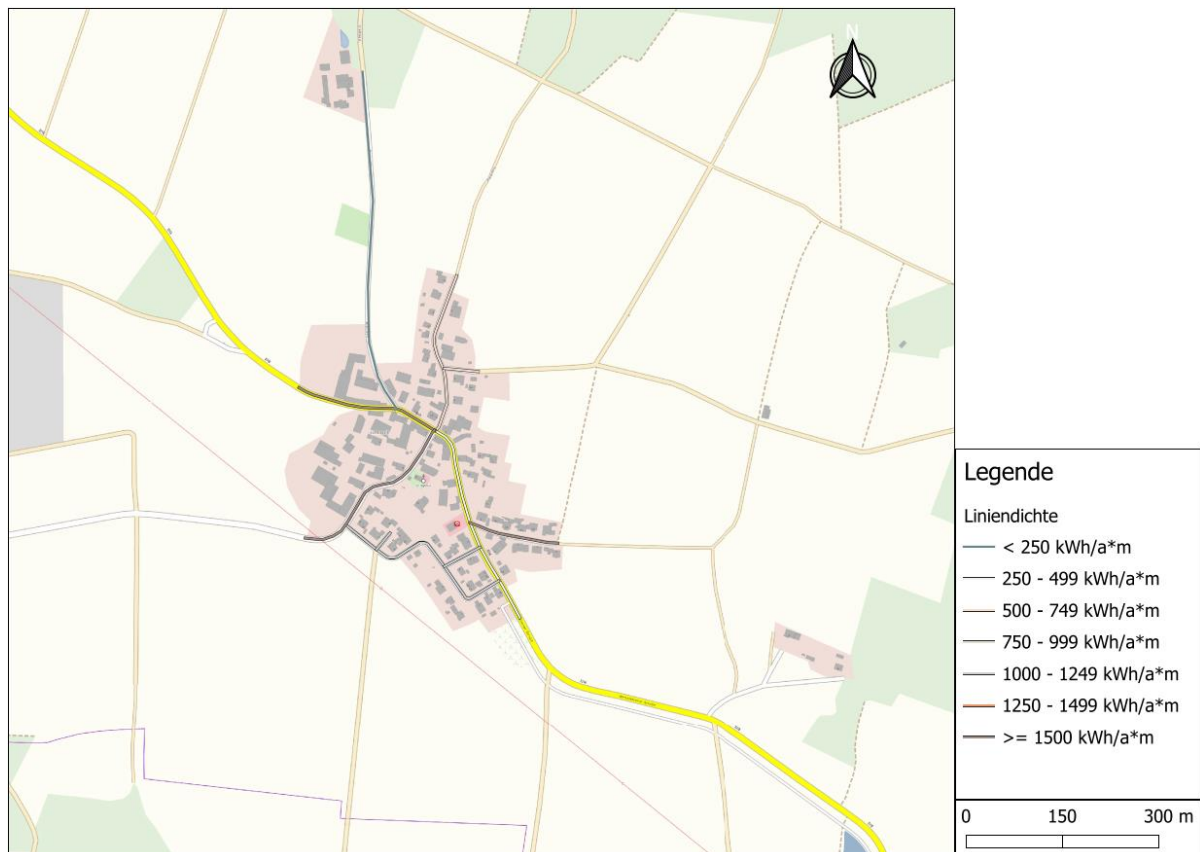 N
Legende
Liniendichte
< 250 kWh/a*m
250 - 499 kWh/a*m
500 - 749 kWh/a*m
750 - 999 kWh/a*m
1000 - 1249 kWh/a*m
1250 - 1499 kWh/a*m
>= 1500 kWh/a*m
0 150 300 m